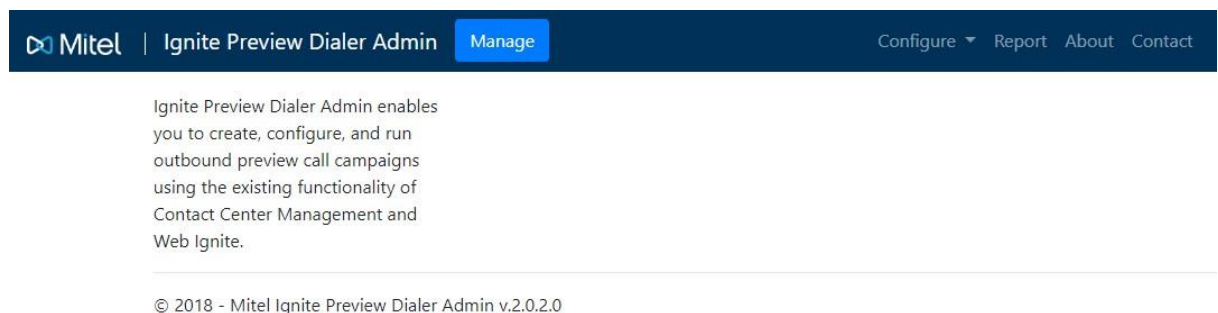 Mitel | Ignite Preview Dialer Admin Manage Configure Report About Contact
Ignite Preview Dialer Admin enables
you to create, configure, and run
outbound preview call campaigns
using the existing functionality of
Contact Center Management and
Web Ignite.
© 2018 - Mitel Ignite Preview Dialer Admin v.2.0.2.0